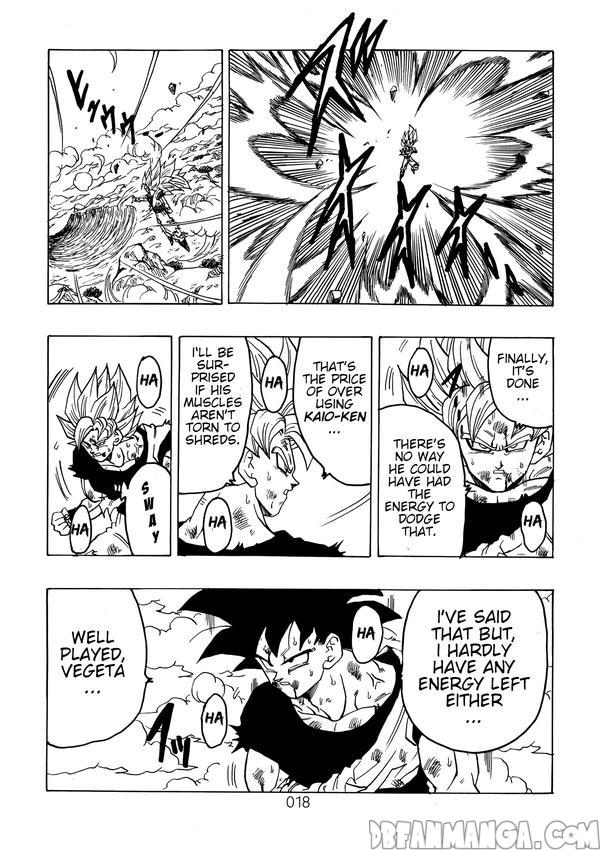 FINALLY,
IT'S
DONE
...
HA
THERE'S
NO WAY
HE COULD
HAVE HAD
THE
ENERGY TO
DODGE
THAT.
HA
THAT'S
THE PRICE
OF OVER
USING
KAIO-KEN
...
HA
I'LL BE
SUR-
PRISED
IF HIS
MUSCLES
AREN'T
TORN TO
SHREDS.
HA
HA
SWAY
HA
I'VE SAID
THAT BUT,
I HARDLY
HAVE ANY
ENERGY LEFT
EITHER
...
HA
HA
WELL
PLAYED,
VEGETA
...
018
DBFANMANGA.COM